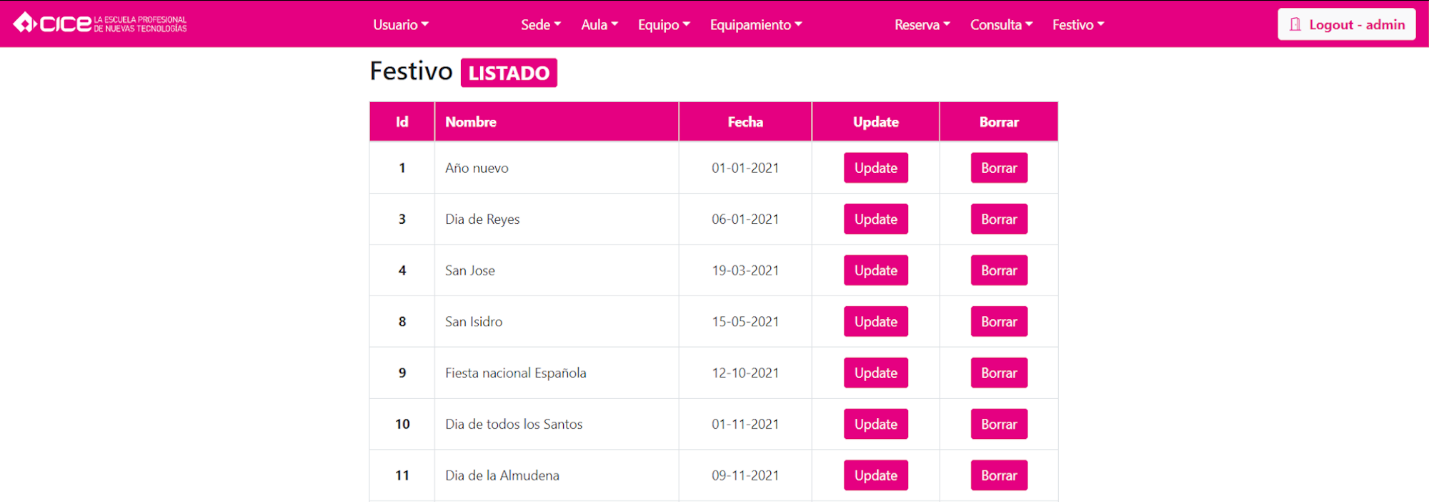 CICE LA ESCUELA PROFESIONAL DE NUEVAS TECNOLOGÍAS
Usuario Sede Aula Equipo Equipamiento Reserva Consulta Festivo Logout - admin
Festivo LISTADO
Id Nombre Fecha Update Borrar
1 Año nuevo 01-01-2021 Update Borrar
3 Dia de Reyes 06-01-2021 Update Borrar
4 San Jose 19-03-2021 Update Borrar
8 San Isidro 15-05-2021 Update Borrar
9 Fiesta nacional Española 12-10-2021 Update Borrar
10 Dia de todos los Santos 01-11-2021 Update Borrar
11 Dia de la Almudena 09-11-2021 Update Borrar